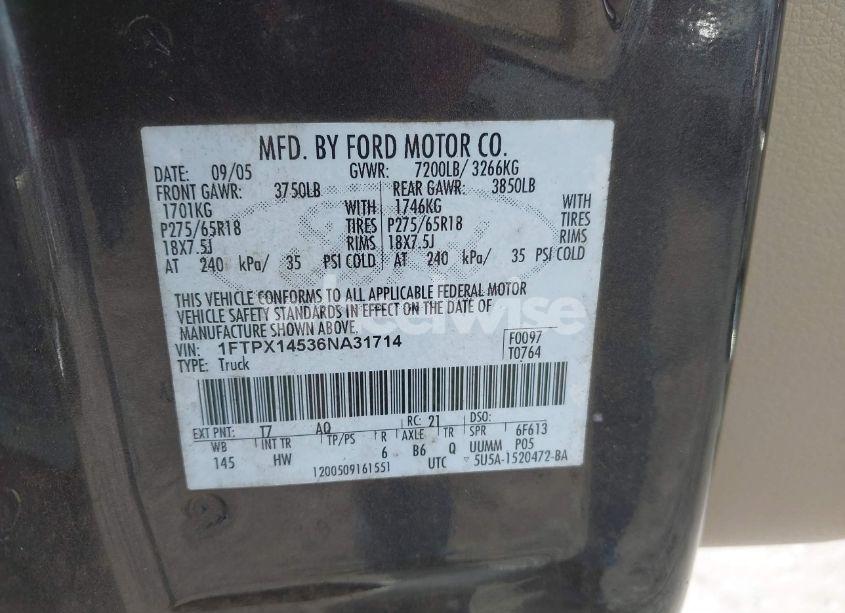 MFD. BY FORD MOTOR CO.
DATE: 09/05 GVWR: 7200LB/ 3266KG
FRONT GAWR: 3750LB REAR GAWR: 3850LB
1701KG WITH 1746KG WITH
P275/65R18 TIRES P275/65R18 TIRES
18X7.5J RIMS 18X7.5J RIMS
AT 240 kPa/ 35 PSI COLD AT 240 kPa/ 35 PSI COLD
THIS VEHICLE CONFORMS TO ALL APPLICABLE FEDERAL MOTOR
VEHICLE SAFETY STANDARDS IN EFFECT ON THE DATE OF
MANUFACTURE SHOWN ABOVE.
VIN: 1FTPX14536NA31714 F0097
TYPE: Truck T0764
EXT PNT: T7 AQ RC: 21 DSO:
WB INT TR TP/PS R AXLE TR SPR 6F613
145 HW 6 B6 Q UUMM P05
1200509161551 UTC 5U5A-1520472-BA